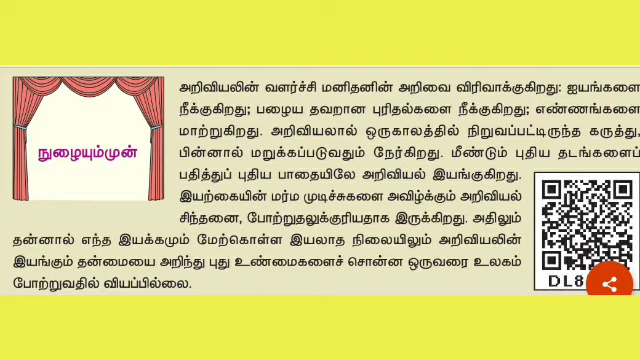 நுழையும்முன்
அறிவியலின் வளர்ச்சி மனிதனின் அறிவை விரிவாக்குகிறது: ஐயங்களை
நீக்குகிறது; பழைய தவறான புரிதல்களை நீக்குகிறது; எண்ணங்களை
மாற்றுகிறது. அறிவியலால் ஒருகாலத்தில் நிறுவப்பட்டிருந்த கருத்து,
பின்னால் மறுக்கப்படுவதும் நேர்கிறது. மீண்டும் புதிய தடங்களைப்
பதித்துப் புதிய பாதையிலே அறிவியல் இயங்குகிறது.
இயற்கையின் மர்ம முடிச்சுகளை அவிழ்க்கும் அறிவியல்
சிந்தனை, போற்றுதலுக்குரியதாக இருக்கிறது. அதிலும்
தன்னால் எந்த இயக்கமும் மேற்கொள்ள இயலாத நிலையிலும் அறிவியலின்
இயங்கும் தன்மையை அறிந்து புது உண்மைகளைச் சொன்ன ஒருவரை உலகம்
போற்றுவதில் வியப்பில்லை.
DL8